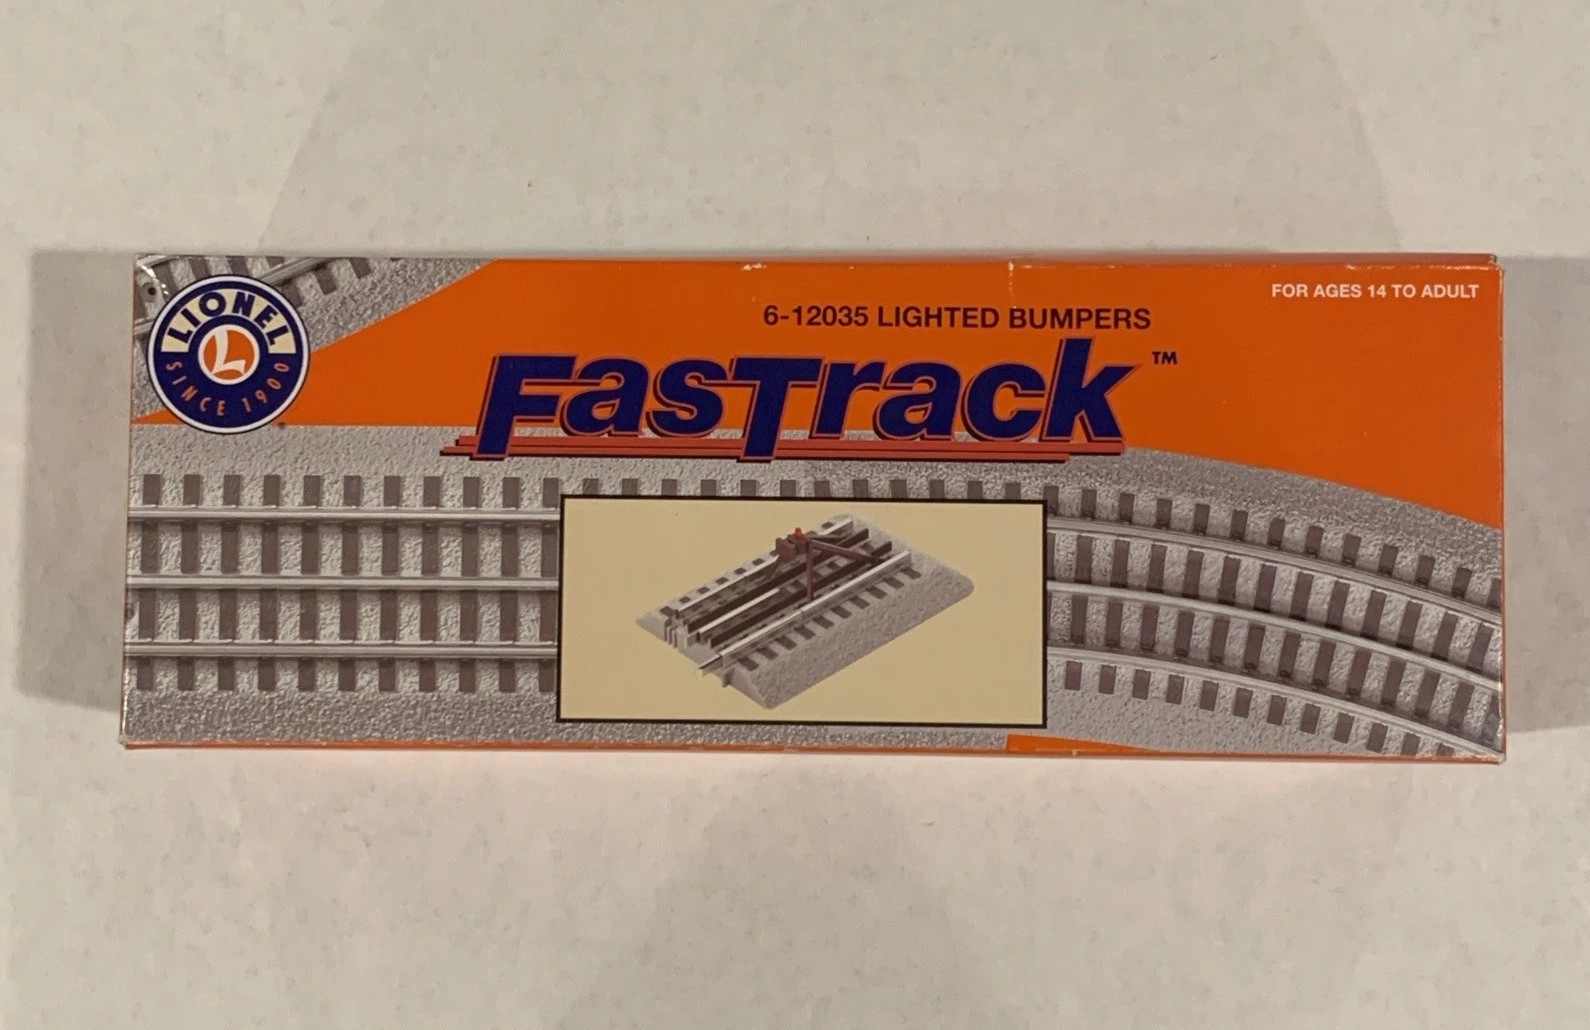 LIONEL
L
SINCE 1900
6-12035 LIGHTED BUMPERS
FOR AGES 14 TO ADULT
FasTrack™